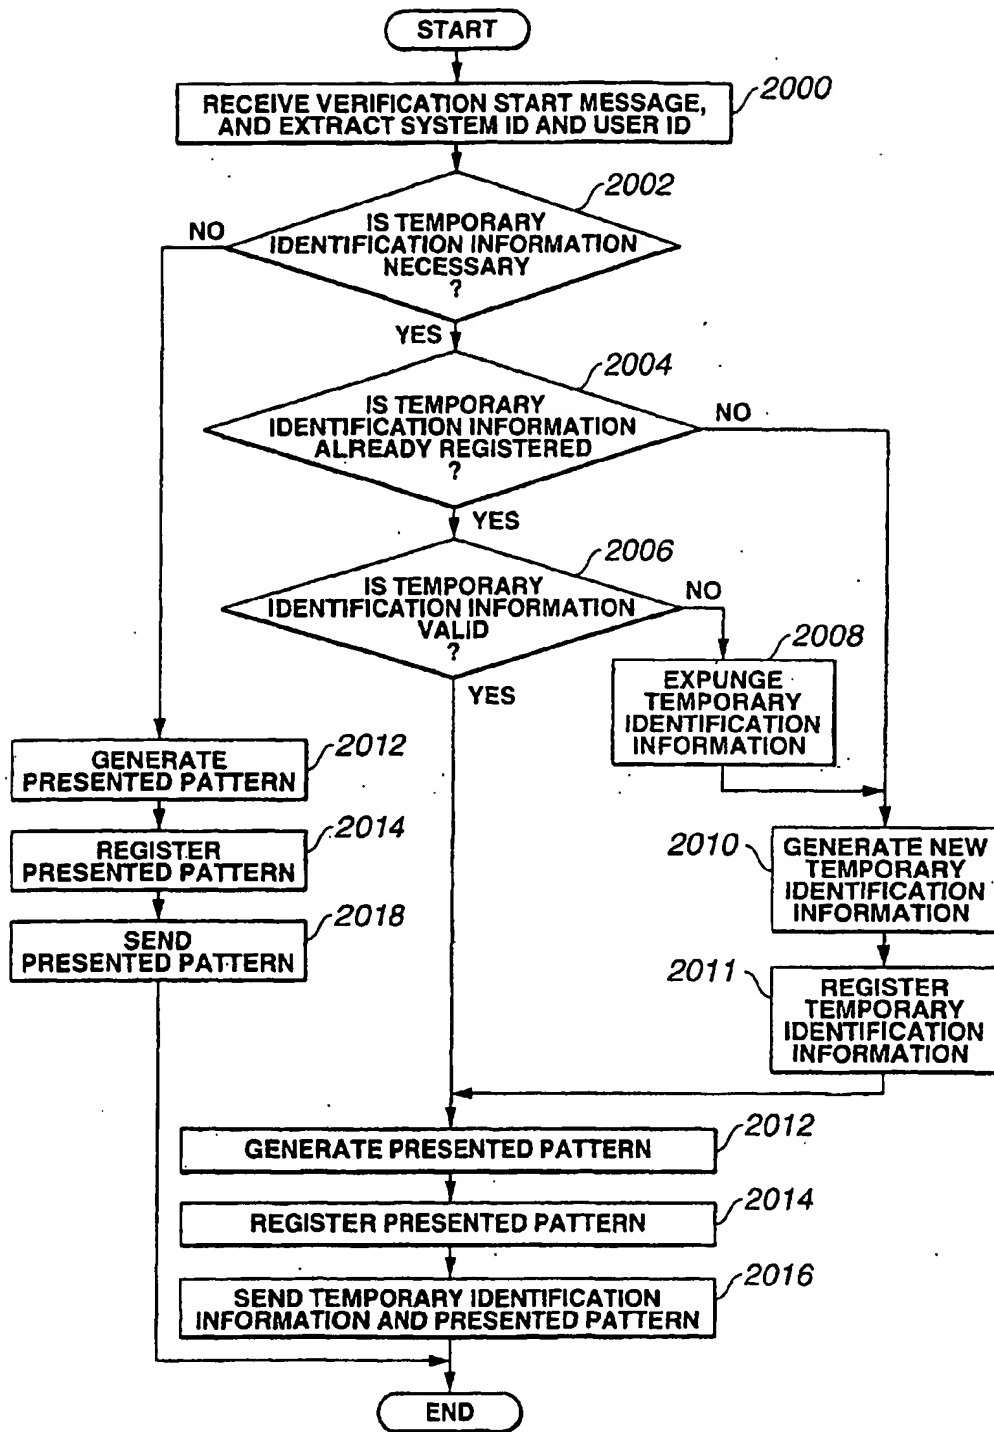 START
RECEIVE VERIFICATION START MESSAGE,
AND EXTRACT SYSTEM ID AND USER ID
2000
2002
IS TEMPORARY
IDENTIFICATION INFORMATION
NECESSARY
?
NO
YES
2004
IS TEMPORARY
IDENTIFICATION INFORMATION
ALREADY REGISTERED
?
NO
YES
2006
IS TEMPORARY
IDENTIFICATION INFORMATION
VALID
?
NO
YES
2008
EXPUNGE
TEMPORARY
IDENTIFICATION
INFORMATION
GENERATE
PRESENTED PATTERN
2012
REGISTER
PRESENTED PATTERN
2014
SEND
PRESENTED PATTERN
2018
2010
GENERATE NEW
TEMPORARY
IDENTIFICATION
INFORMATION
2011
REGISTER
TEMPORARY
IDENTIFICATION
INFORMATION
GENERATE PRESENTED PATTERN
2012
REGISTER PRESENTED PATTERN
2014
SEND TEMPORARY IDENTIFICATION
INFORMATION AND PRESENTED PATTERN
2016
END